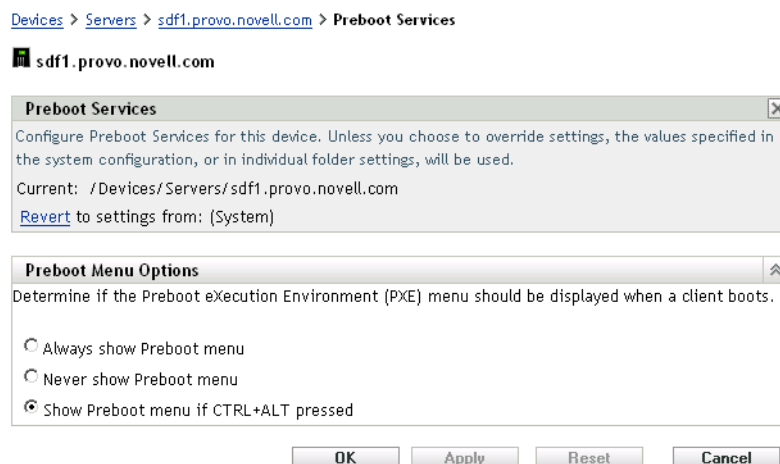 Devices > Servers > sdf1.provo.novell.com > Preboot Services
sdf1.provo.novell.com
Preboot Services
Configure Preboot Services for this device. Unless you choose to override settings, the values specified in
the system configuration, or in individual folder settings, will be used.
Current: /Devices/Servers/sdf1.provo.novell.com
Revert to settings from: (System)
Preboot Menu Options
Determine if the Preboot eXecution Environment (PXE) menu should be displayed when a client boots.
Always show Preboot menu
Never show Preboot menu
Show Preboot menu if CTRL+ALT pressed
OK Apply Reset Cancel